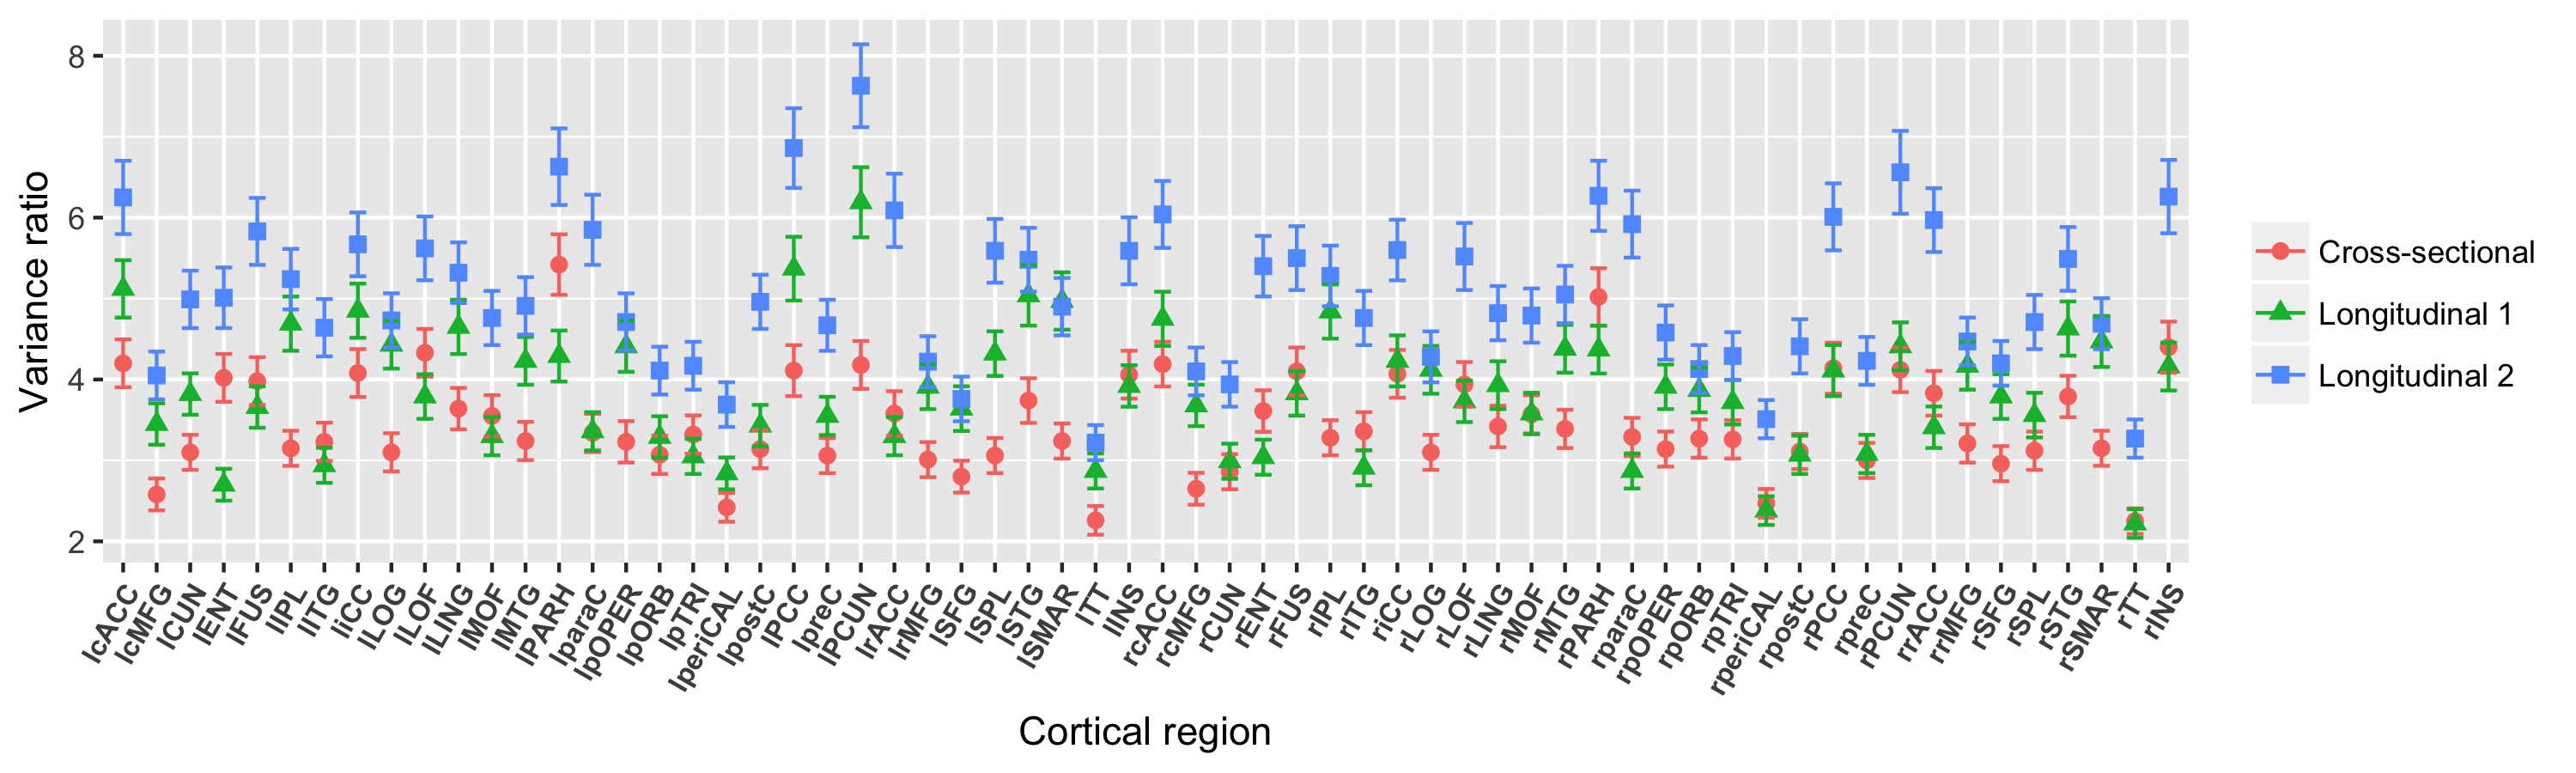 Variance ratio
8
6
4
2
lcACC
lcMFG
lCUN
lENT
lFUS
lIPL
lITG
liCC
lLOG
lLOF
lLING
lMOF
lMTG
lPARH
lparaC
lpOPER
lpORB
lpTRI
lperiCAL
lpostC
lPCC
lpreC
lPCUN
lrACC
lrMFG
lSFG
lSPL
lSTG
lSMAR
lTT
lINS
rcACC
rcMFG
rCUN
rENT
rFUS
rIPL
rITG
riCC
rLOG
rLOF
rLING
rMOF
rMTG
rPARH
rparaC
rpOPER
rpORB
rpTRI
rperiCAL
rpostC
rPCC
rpreC
rPCUN
rrACC
rrMFG
rSFG
rSPL
rSTG
rSMAR
rTT
rINS
Cortical region
Cross-sectional
Longitudinal 1
Longitudinal 2